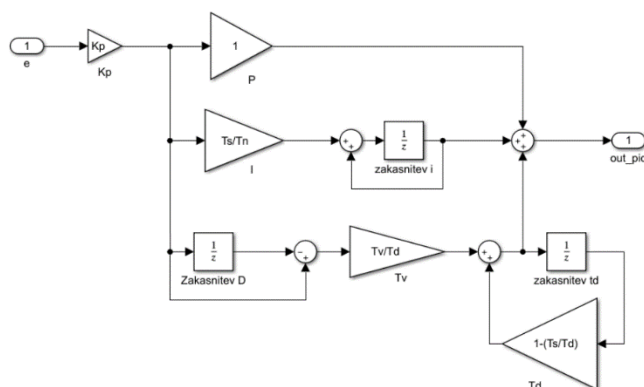 1
e
Kp
Kp
1
P
Ts/Tn
I
+
+
1
z
zakasnitev i
+
+
+
1
out_pid
1
z
Zakasnitev D
−
+
Tv/Td
Tv
+
+
1
z
zakasnitev td
1-(Ts/Td)
Td